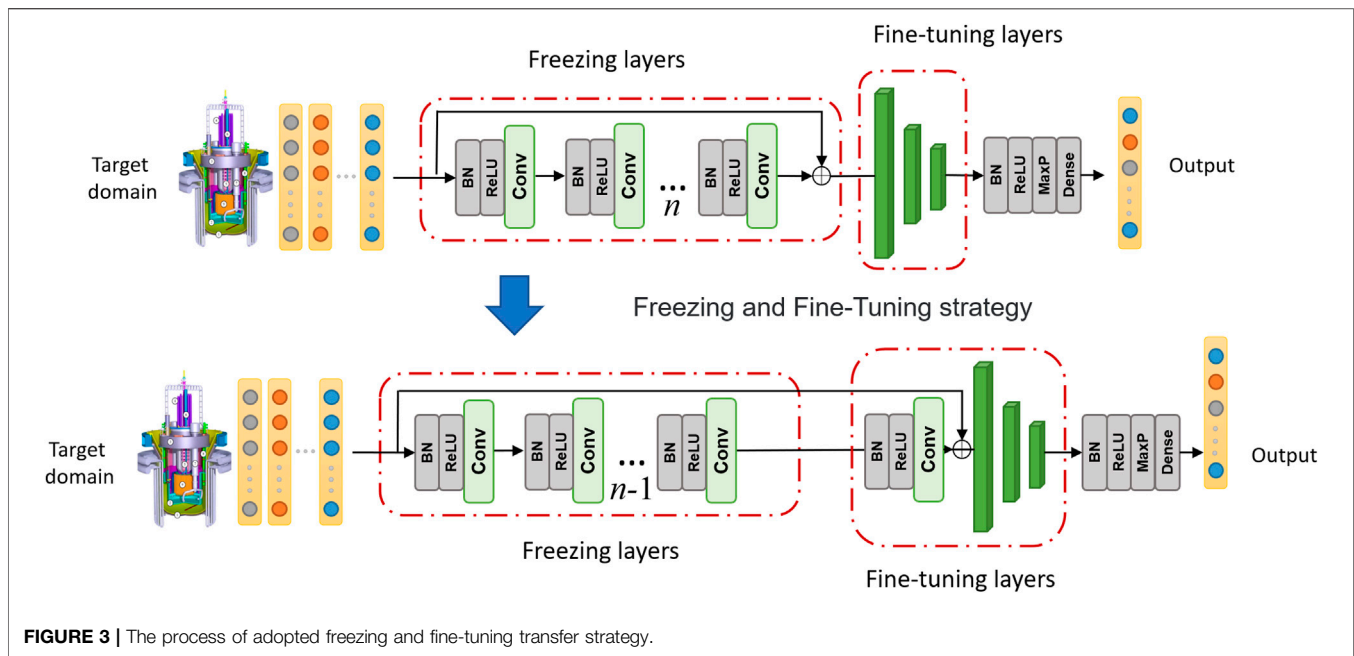 Fine-tuning layers
Freezing layers
Target
domain
BN
ReLU
Conv
BN
ReLU
Conv
...
n
BN
ReLU
Conv
BN
ReLU
MaxP
Dense
Output
Freezing and Fine-Tuning strategy
Target
domain
BN
ReLU
Conv
BN
ReLU
Conv
...
n-1
BN
ReLU
Conv
BN
ReLU
Conv
BN
ReLU
MaxP
Dense
Output
Freezing layers
Fine-tuning layers
FIGURE 3 | The process of adopted freezing and fine-tuning transfer strategy.